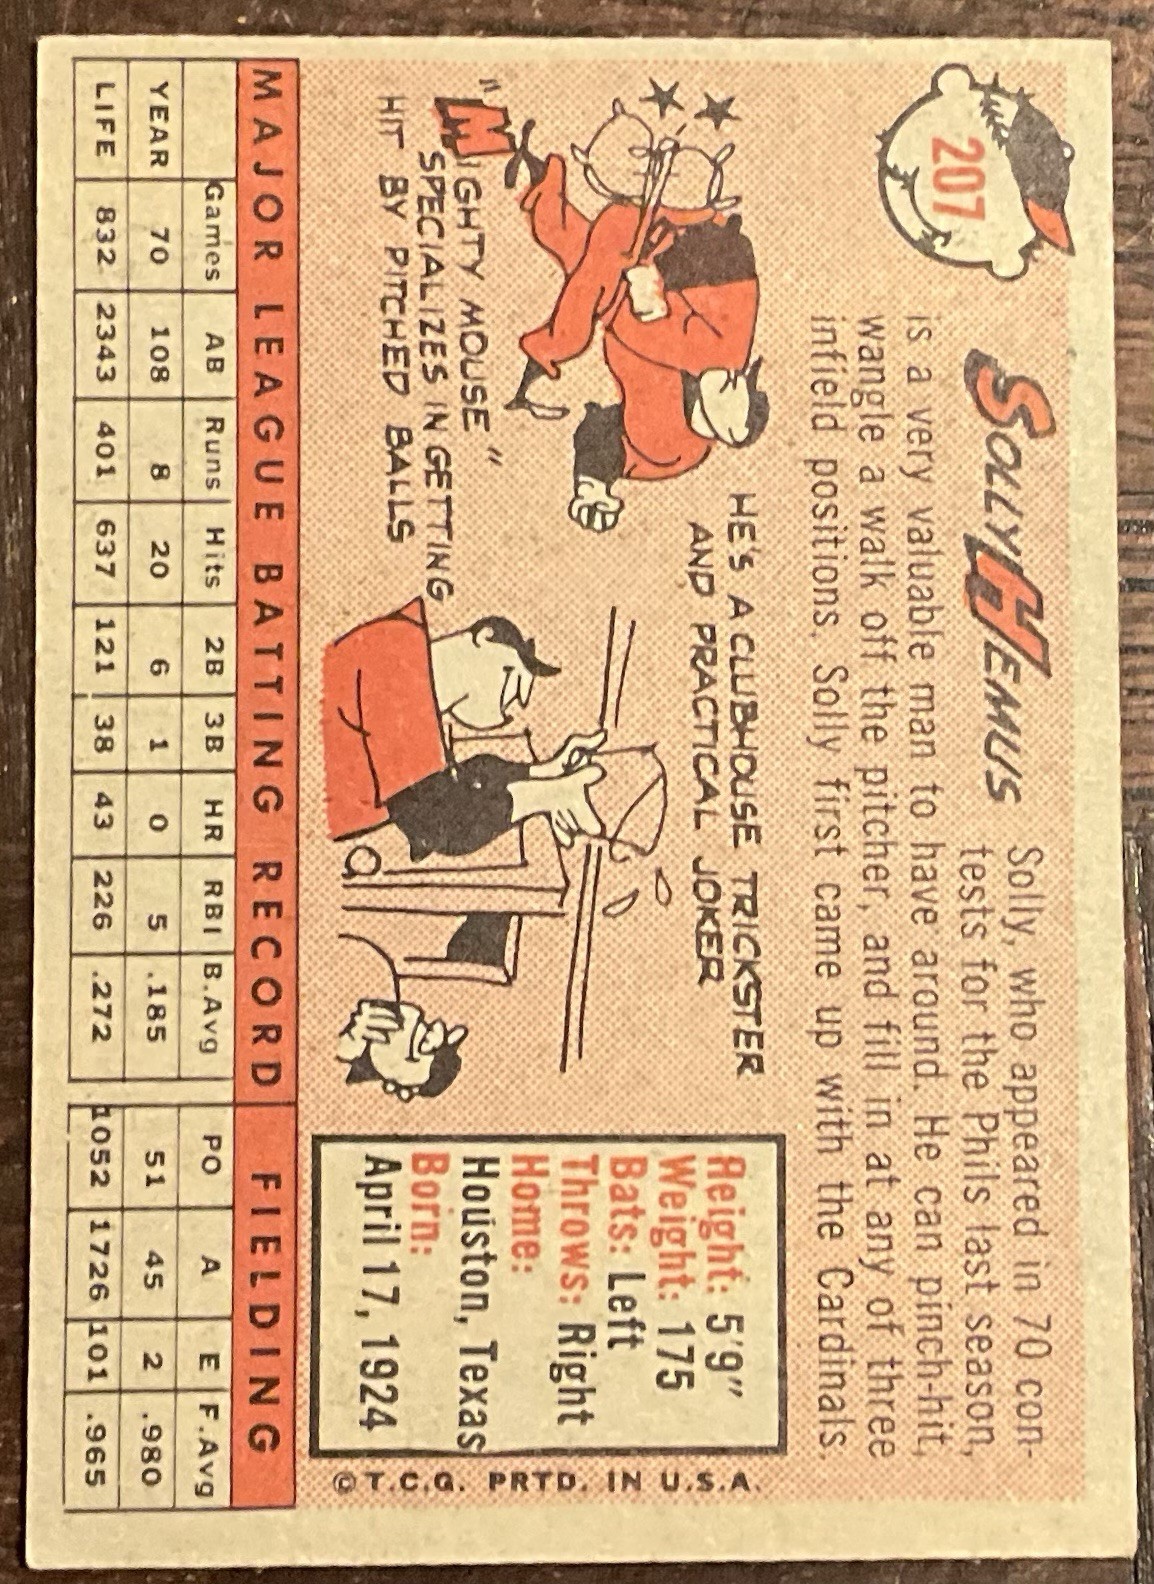 207
SOLLY HEMUS
Solly, who appeared in 70 con-
tests for the Phils last season,
is a very valuable man to have around. He can pinch-hit,
wangle a walk off the pitcher, and fill in at any of three
infield positions. Solly first came up with the Cardinals.
HE'S A CLUBHOUSE TRICKSTER
AND PRACTICAL JOKER
"MIGHTY MOUSE"
SPECIALIZES IN GETTING
HIT BY PITCHED BALLS
Height: 5'9"
Weight: 175
Bats: Left
Throws: Right
Home:
Houston, Texas
Born:
April 17, 1924
© T.C.G. PRTD. IN U.S.A.
MAJOR LEAGUE BATTING RECORD FIELDING
Games AB Runs Hits 2B 3B HR RBI B.Avg PO A E F.Avg
YEAR 70 108 8 20 6 1 0 5 .185 51 45 2 .980
LIFE 832 2343 401 637 121 38 43 226 .272 1052 1726 101 .965